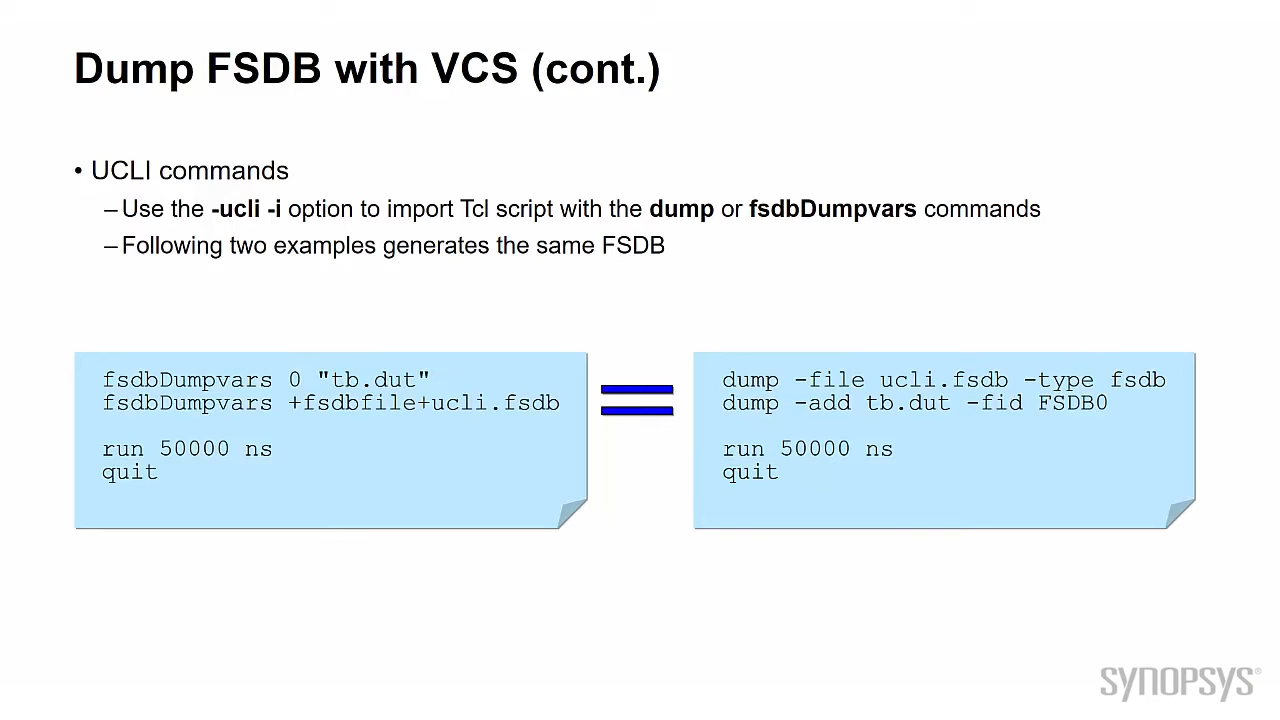 Dump FSDB with VCS (cont.)
• UCLI commands
–Use the -ucli -i option to import Tcl script with the dump or fsdbDumpvars commands
–Following two examples generates the same FSDB
fsdbDumpvars 0 "tb.dut"
fsdbDumpvars +fsdbfile+ucli.fsdb
run 50000 ns
quit
dump -file ucli.fsdb -type fsdb
dump -add tb.dut -fid FSDB0
run 50000 ns
quit
SYNOPSYS®